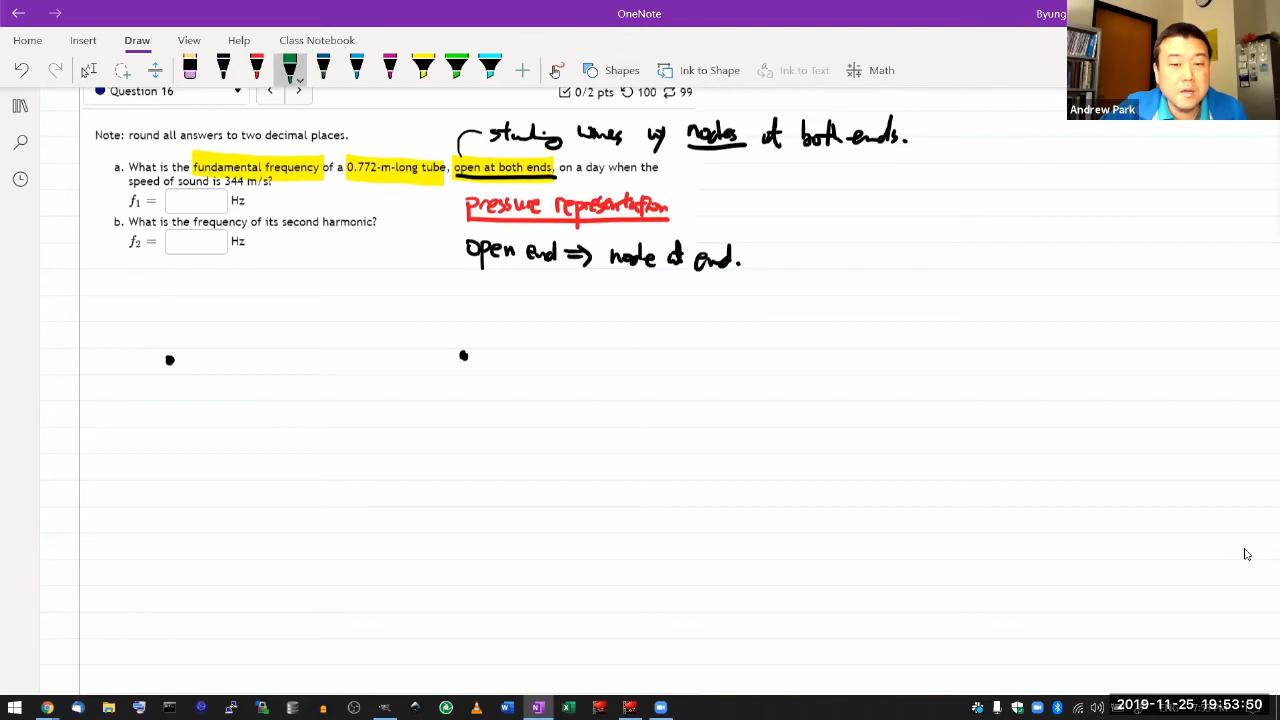 OneNote
Byung
Home Insert Draw View Help Class Notebook
Shapes Ink to Shape Ink to Text Math
Question 16 0/2 pts 100 99
Note: round all answers to two decimal places.
standing waves w/ nodes at both ends.
a. What is the fundamental frequency of a 0.772-m-long tube, open at both ends, on a day when the
speed of sound is 344 m/s?
f1 = Hz
pressure representation
b. What is the frequency of its second harmonic?
f2 = Hz
open end ⇒ node at end.
Andrew Park
2019-11-25 19:53:50